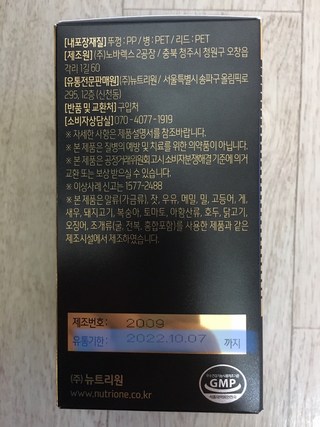 [내포장재질] 뚜껑 : PP / 병 : PET / 리드 : PET
[제조원] (주)노바렉스 2공장 / 충북 청주시 청원구 오창읍
각리 1길 60
[유통전문판매원] (주)뉴트리원 / 서울특별시 송파구 올림픽로
295, 12층 (신천동)
[반품 및 교환처] 구입처
[소비자상담실] 070-4077-1919
※ 자세한 사항은 제품설명서를 참조바랍니다.
※ 본 제품은 질병의 예방 및 치료를 위한 의약품이 아닙니다.
※ 본 제품은 공정거래위원회고시 소비자분쟁해결 기준에 의거
교환 또는 보상 받으실 수 있습니다.
※ 이상사례 신고는 1577-2488
※ 본 제품은 알류(가금류), 잣, 우유, 메밀, 밀, 고등어, 게,
새우, 돼지고기, 복숭아, 토마토, 아황산류, 호두, 닭고기,
오징어, 조개류(굴, 전복, 홍합포함)를 사용한 제품과 같은
제조시설에서 제조하였습니다.
제조번호: 2009
유통기한: 2022.10.07 까지
(주) 뉴트리원
www.nutrione.co.kr
GMP